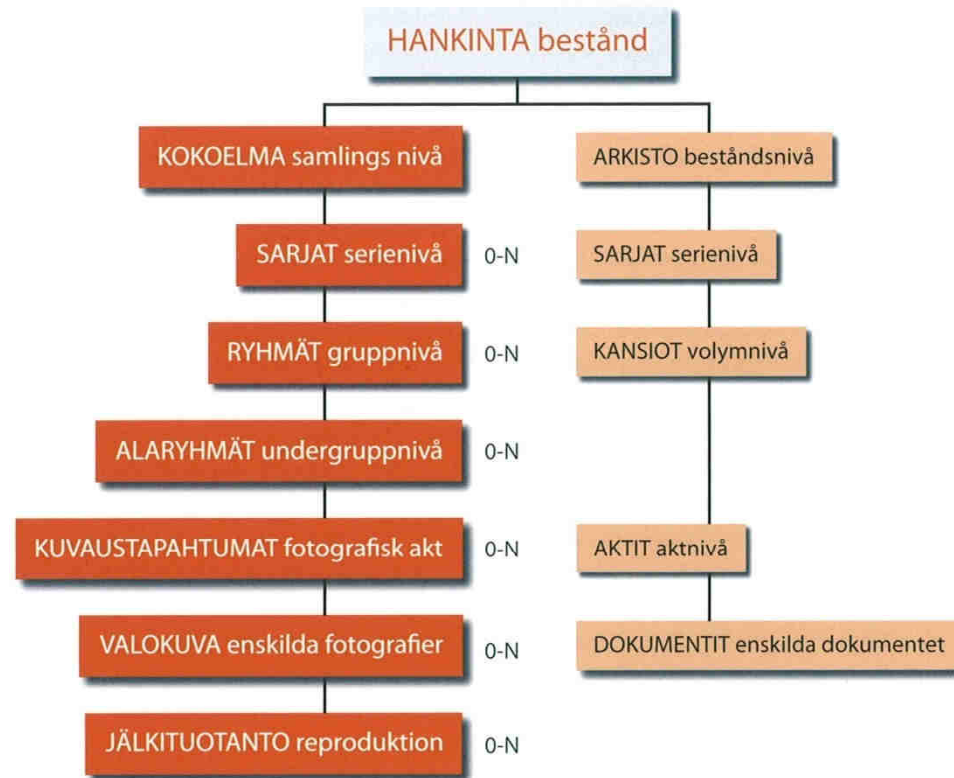 HANKINTA bestånd
KOKOELMA samlings nivå
ARKISTO beståndsnivå
SARJAT serienivå
0-N
SARJAT serienivå
RYHMÄT gruppnivå
0-N
KANSIOT volymnivå
ALARYHMÄT undergruppnivå
0-N
KUVAUSTAPAHTUMAT fotografisk akt
0-N
AKTIT aktnivå
VALOKUVA enskilda fotografier
0-N
DOKUMENTIT enskilda dokumentet
JÄLKITUOTANTO reproduktion
0-N